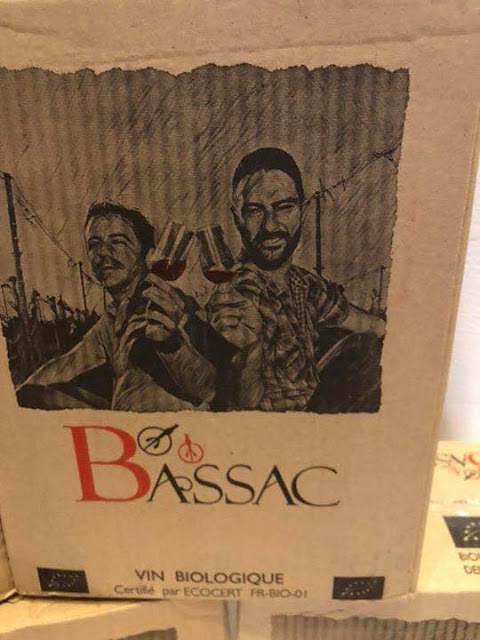 BASSAC
VIN BIOLOGIQUE
Certifié par ECOCERT FR-BIO-01